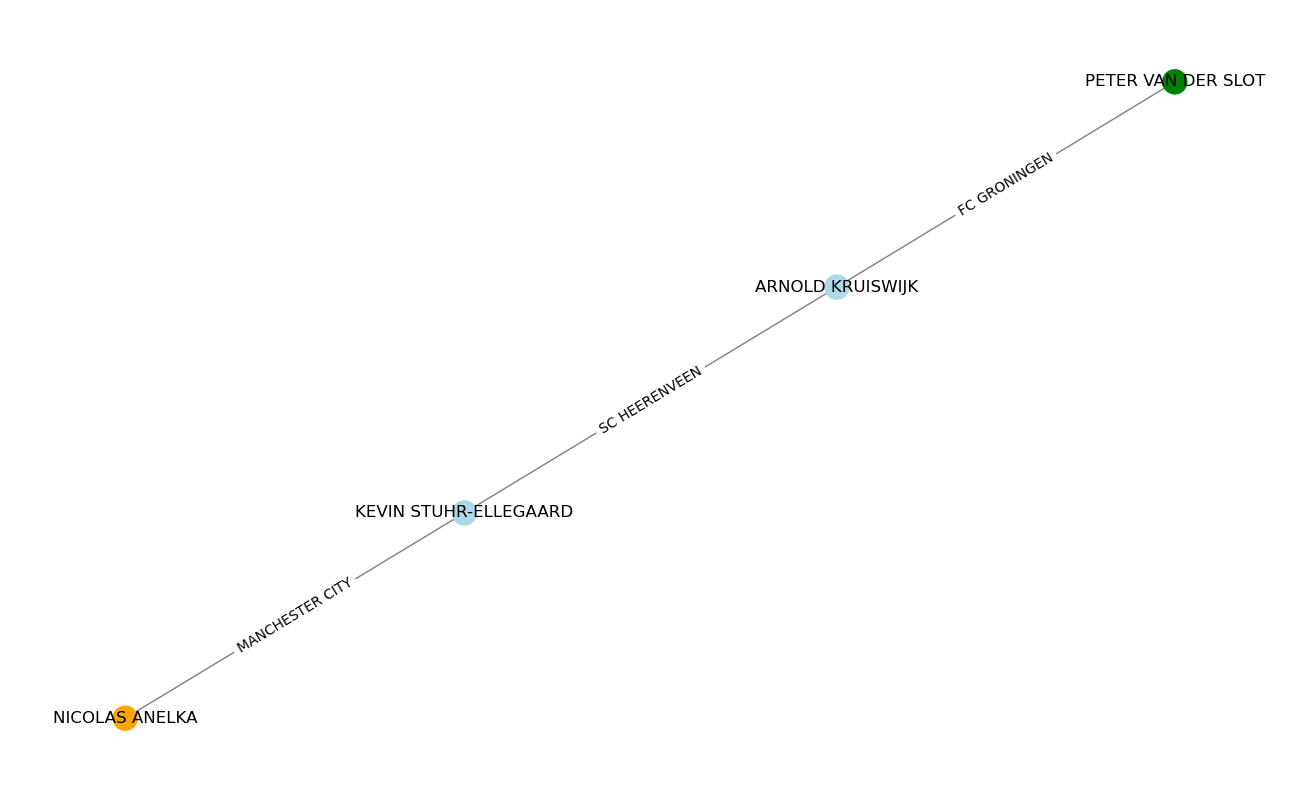 PETER VAN DER SLOT
FC GRONINGEN
ARNOLD KRUISWIJK
SC HEERENVEEN
KEVIN STUHR-ELLEGAARD
MANCHESTER CITY
NICOLAS ANELKA